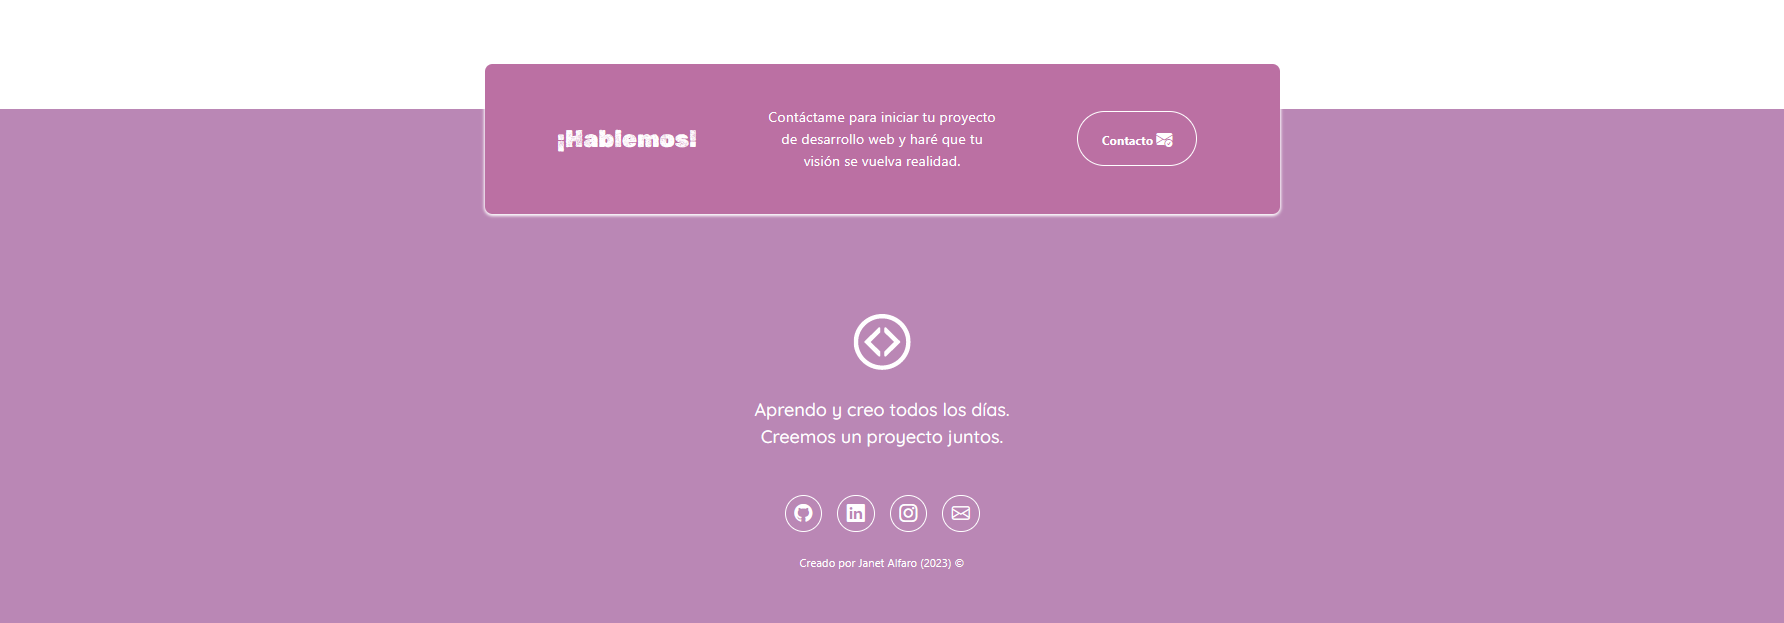 ¡Hablemos!
Contáctame para iniciar tu proyecto
de desarrollo web y haré que tu
visión se vuelva realidad.
Contacto
Aprendo y creo todos los días.
Creemos un proyecto juntos.
in
Creado por Janet Alfaro (2023) ©